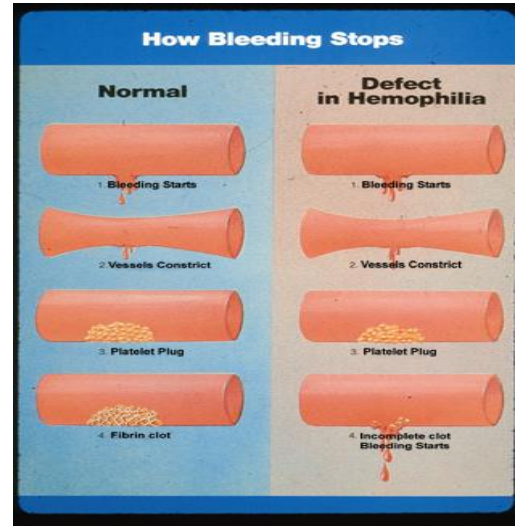 How Bleeding Stops
Normal
1. Bleeding Starts
2. Vessels Constrict
3. Platelet Plug
4. Fibrin clot
Defect
in Hemophilia
1. Bleeding Starts
2. Vessels Constrict
3. Platelet Plug
4. Incomplete clot
Bleeding Starts